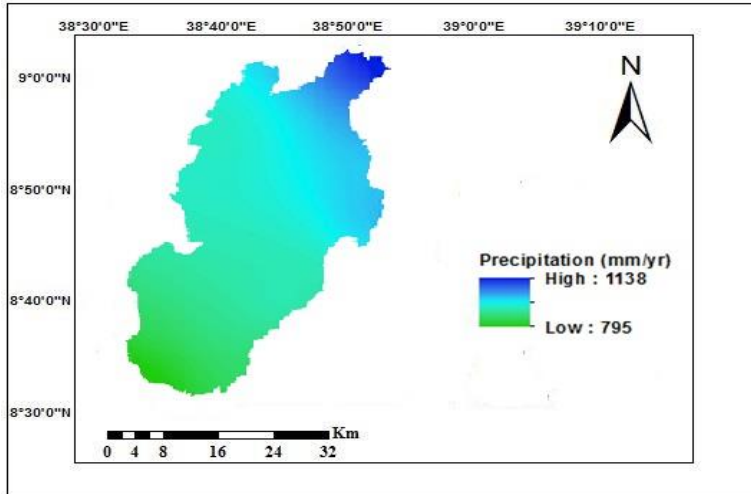 38°30'0"E 38°40'0"E 38°50'0"E 39°0'0"E 39°10'0"E
9°0'0"N
N
8°50'0"N
Precipitation (mm/yr)
High : 1138
8°40'0"N
Low : 795
8°30'0"N
Km
0 4 8 16 24 32